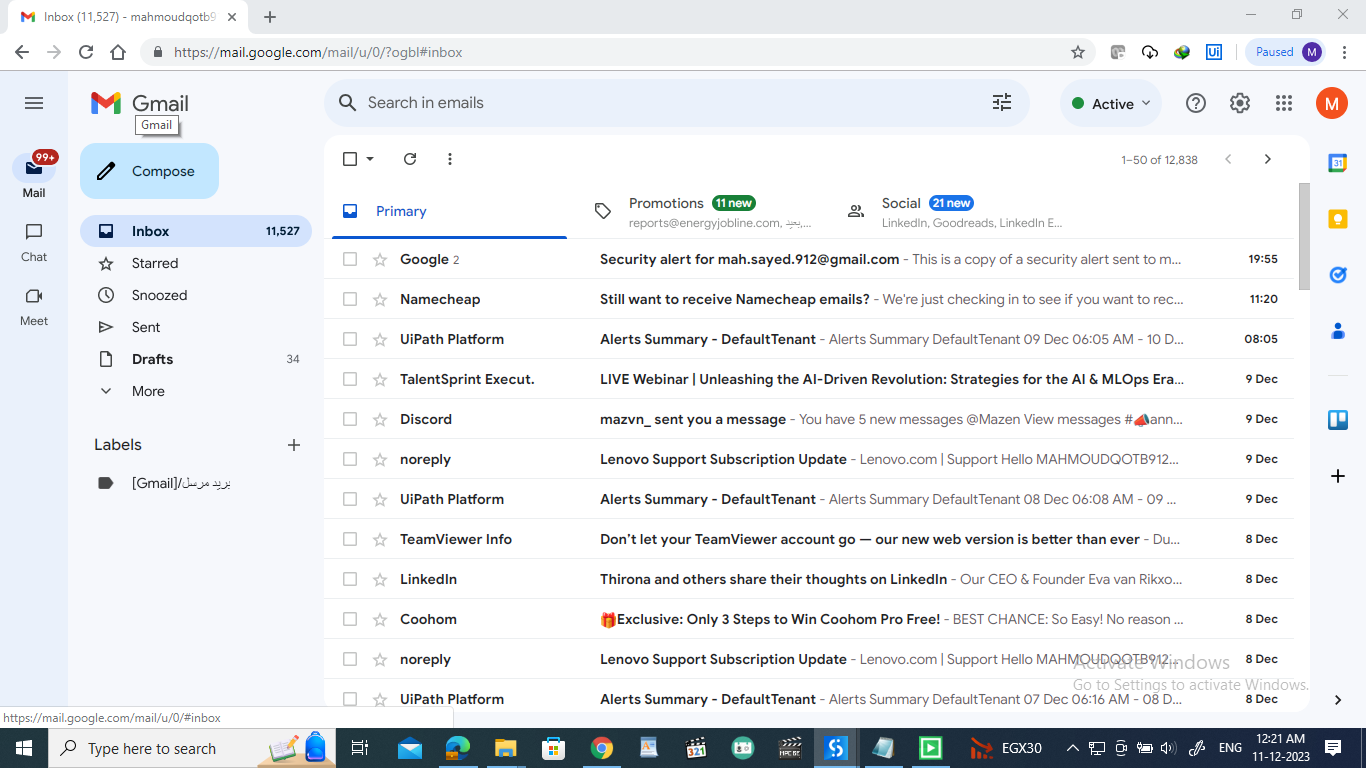 Inbox (11,527) - mahmoudqotb9
https://mail.google.com/mail/u/0/?ogbl#inbox
Paused M
Gmail
Search in emails
Active
M
Gmail
99+
Mail
Chat
Meet
Compose
Inbox 11,527
Starred
Snoozed
Sent
Drafts 34
More
Labels
[Gmail]/بريد مرسل
1–50 of 12,838
Primary
Promotions 11 new
reports@energyjobline.com, بعيد,...
Social 21 new
LinkedIn, Goodreads, LinkedIn E...
Google 2 Security alert for mah.sayed.912@gmail.com - This is a copy of a security alert sent to m... 19:55
Namecheap Still want to receive Namecheap emails? - We're just checking in to see if you want to rec... 11:20
UiPath Platform Alerts Summary - DefaultTenant - Alerts Summary DefaultTenant 09 Dec 06:05 AM - 10 D... 08:05
TalentSprint Execut. LIVE Webinar | Unleashing the AI-Driven Revolution: Strategies for the AI & MLOps Era... 9 Dec
Discord mazvn_ sent you a message - You have 5 new messages @Mazen View messages #📣ann... 9 Dec
noreply Lenovo Support Subscription Update - Lenovo.com | Support Hello MAHMOUDQOTB912... 9 Dec
UiPath Platform Alerts Summary - DefaultTenant - Alerts Summary DefaultTenant 08 Dec 06:08 AM - 09 ... 9 Dec
TeamViewer Info Don't let your TeamViewer account go — our new web version is better than ever - Du... 8 Dec
LinkedIn Thirona and others share their thoughts on LinkedIn - Our CEO & Founder Eva van Rikxo... 8 Dec
Coohom 🎁Exclusive: Only 3 Steps to Win Coohom Pro Free! - BEST CHANCE: So Easy! No reason ... 8 Dec
noreply Lenovo Support Subscription Update - Lenovo.com | Support Hello MAHMOUDQOTB912... 8 Dec
UiPath Platform Alerts Summary - DefaultTenant - Alerts Summary DefaultTenant 07 Dec 06:16 AM - 08 D... 8 Dec
Activate Windows
Go to Settings to activate Windows.
https://mail.google.com/mail/u/0/#inbox
Type here to search
EGX30
ENG
12:21 AM
11-12-2023